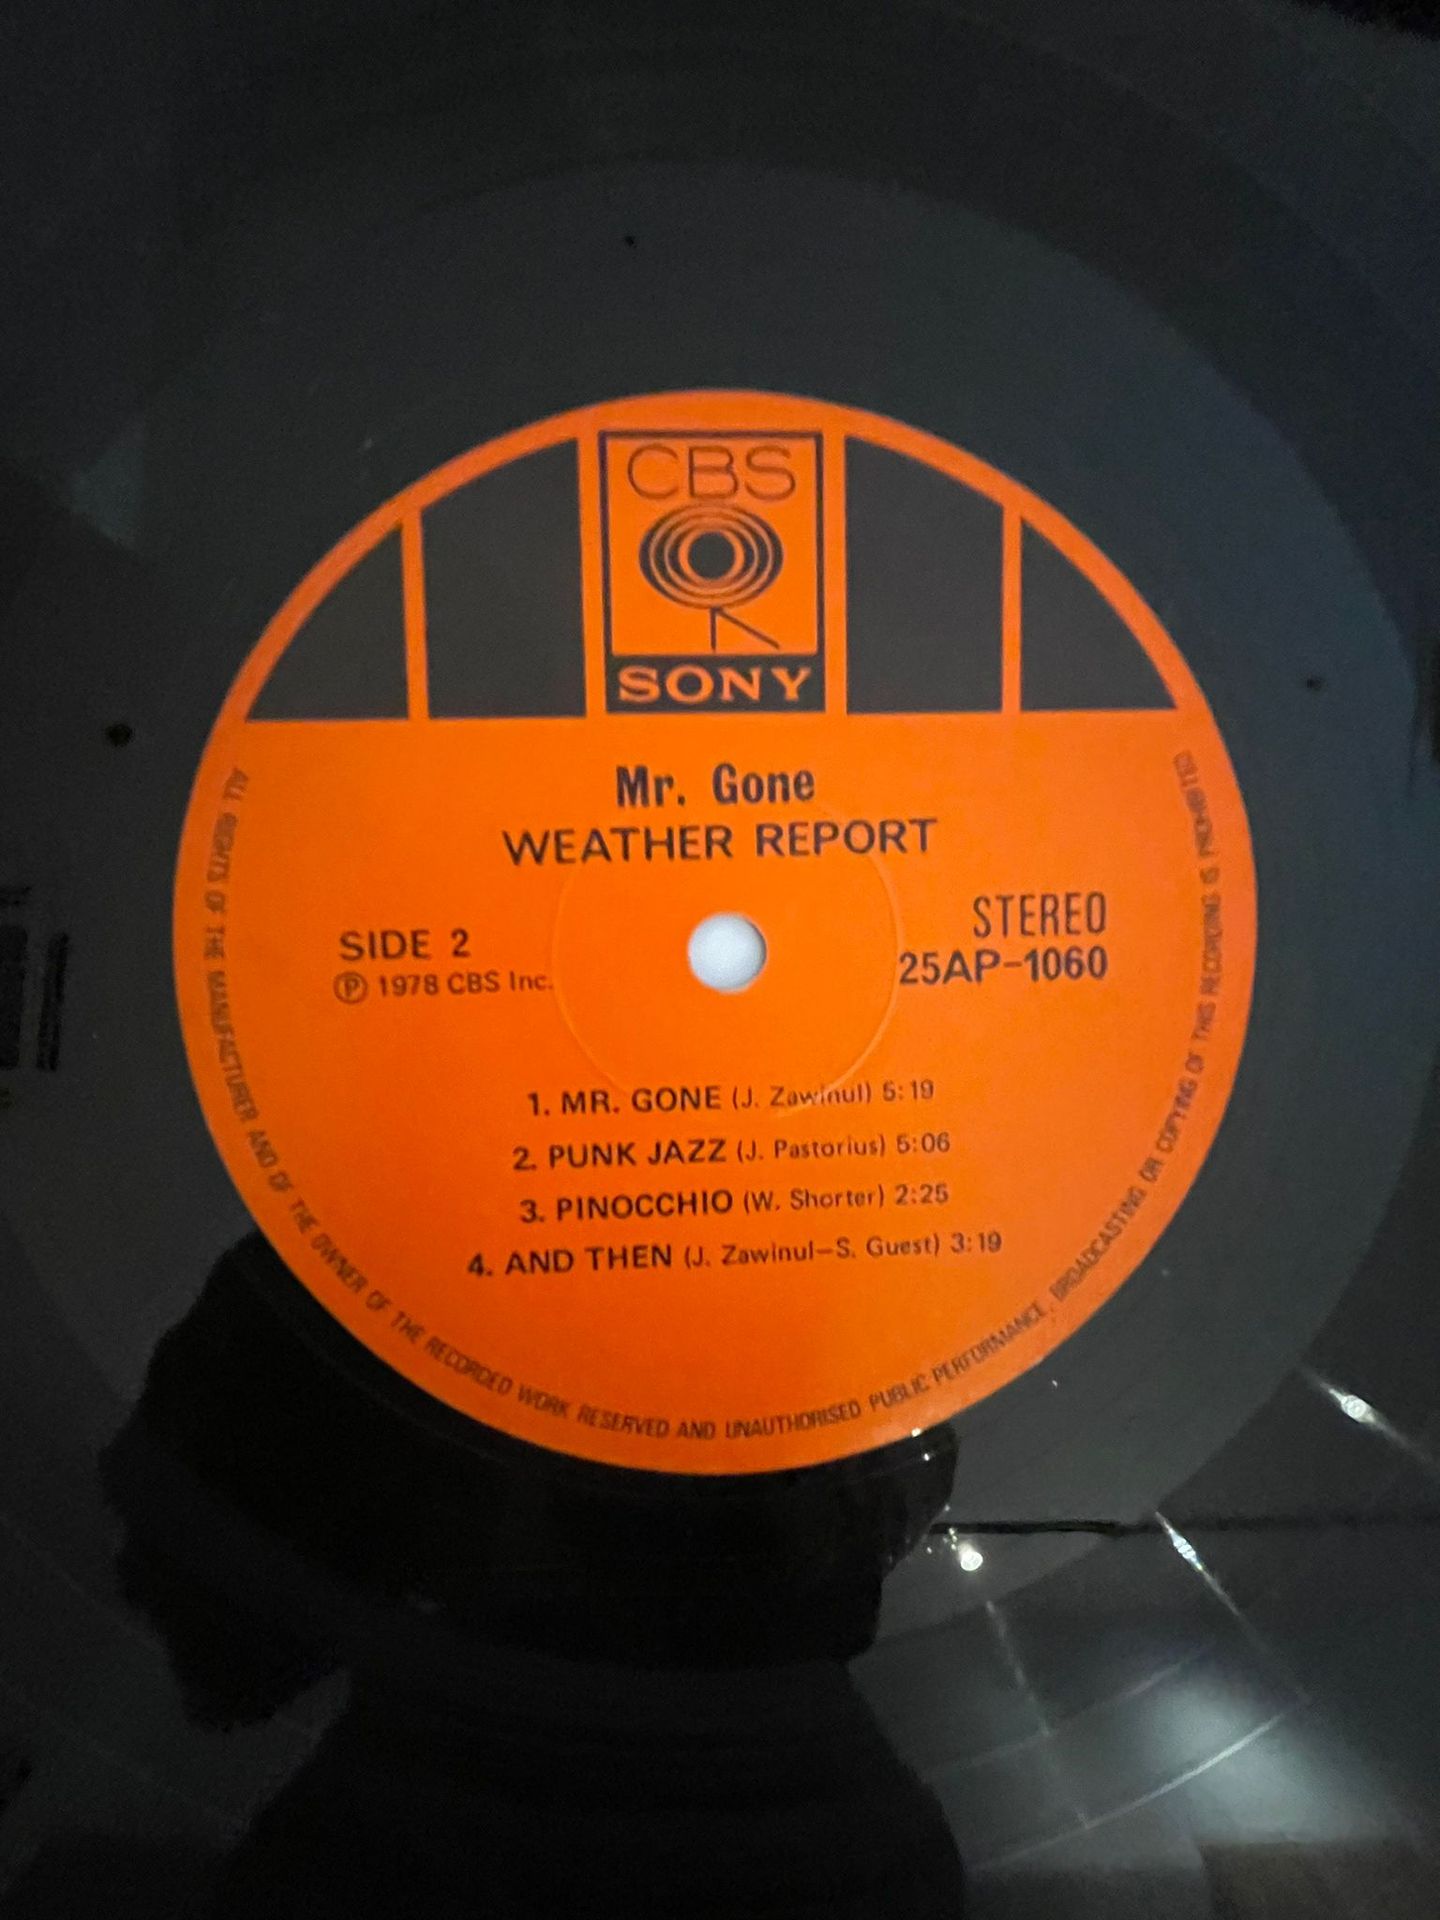 CBS
SONY
Mr. Gone
WEATHER REPORT
SIDE 2
Ⓟ 1978 CBS Inc.
STEREO
25AP-1060
1. MR. GONE (J. Zawinul) 5:19
2. PUNK JAZZ (J. Pastorius) 5:06
3. PINOCCHIO (W. Shorter) 2:25
4. AND THEN (J. Zawinul-S. Guest) 3:19
ALL RIGHTS OF THE MANUFACTURER AND OF THE OWNER OF THE RECORDED WORK RESERVED AND UNAUTHORISED PUBLIC PERFORMANCE, BROADCASTING OR COPYING OF THIS RECORDING IS PROHIBITED